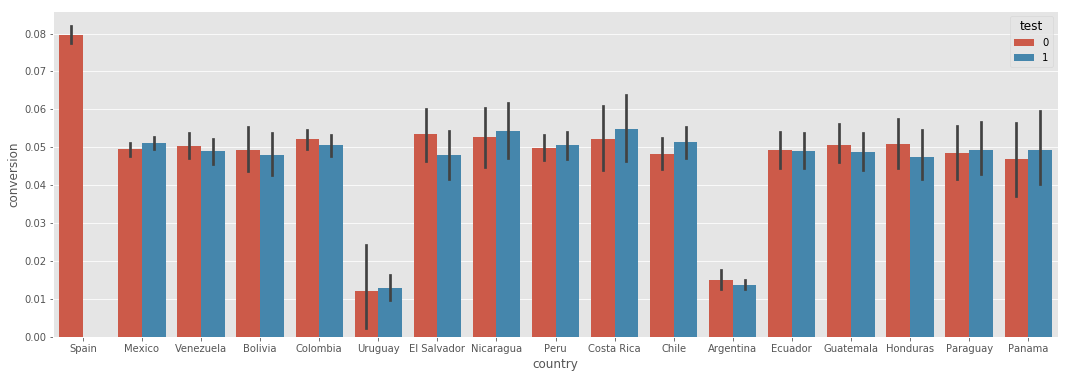 test
0
1
0.08
0.07
0.06
0.05
0.04
0.03
0.02
0.01
0.00
conversion
Spain Mexico Venezuela Bolivia Colombia Uruguay El Salvador Nicaragua Peru Costa Rica Chile Argentina Ecuador Guatemala Honduras Paraguay Panama
country